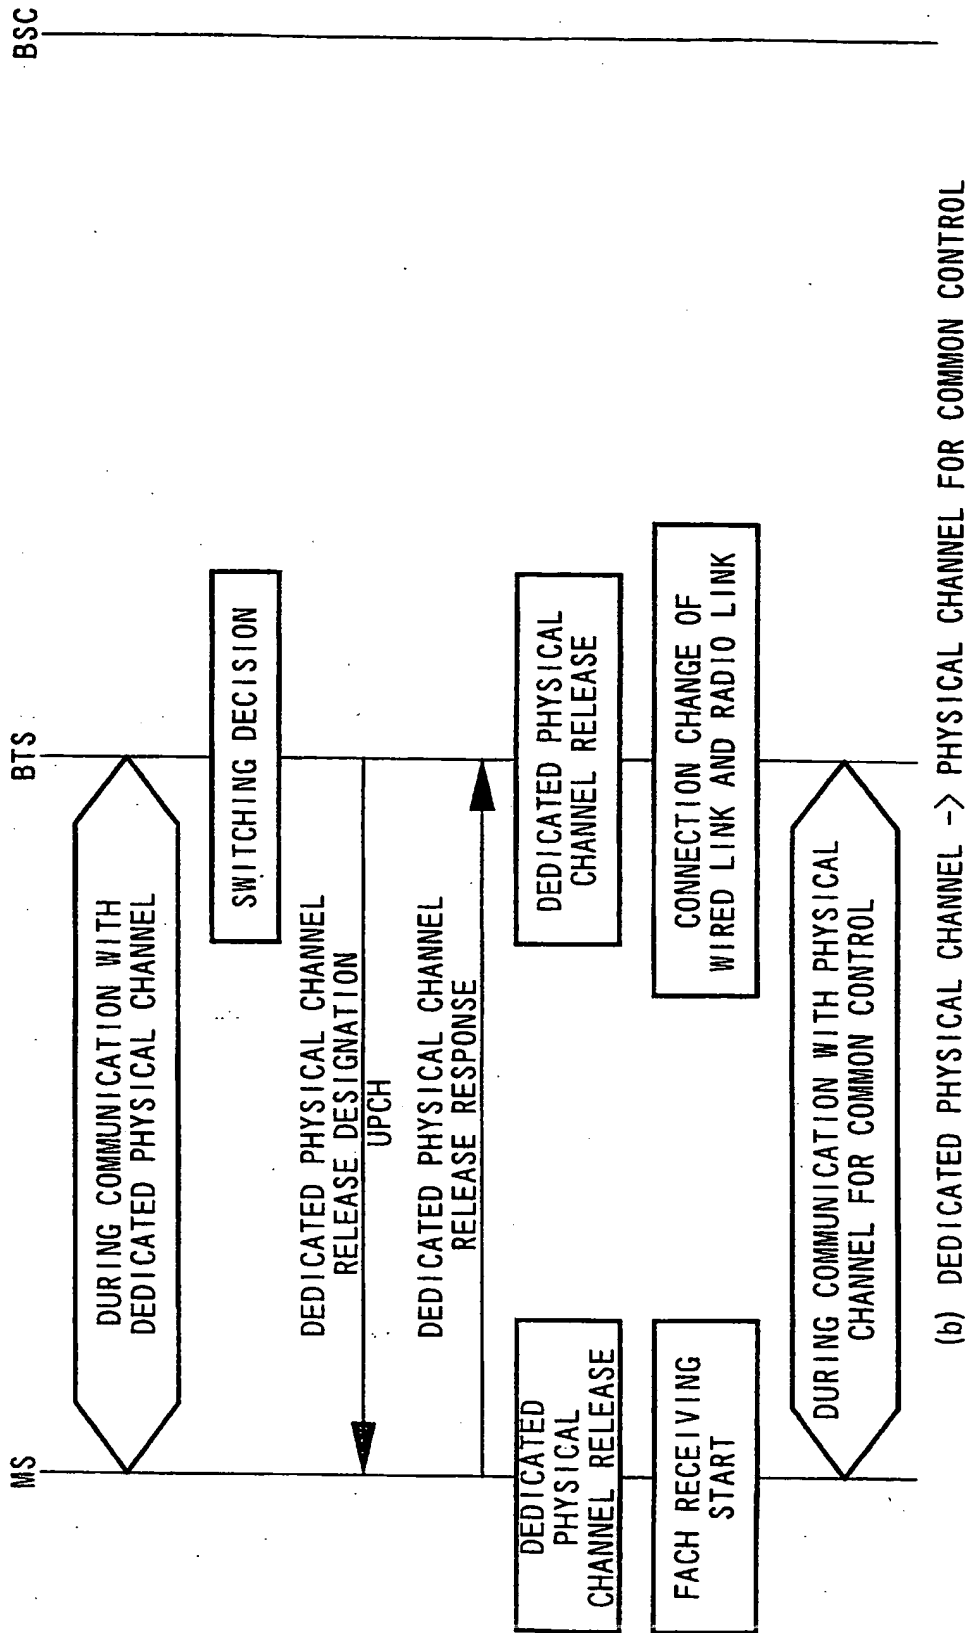 MS
BTS
BSC
DURING COMMUNICATION WITH
DEDICATED PHYSICAL CHANNEL
SWITCHING DECISION
DEDICATED PHYSICAL CHANNEL
RELEASE DESIGNATION
UPCH
DEDICATED PHYSICAL CHANNEL
RELEASE RESPONSE
DEDICATED
PHYSICAL
CHANNEL RELEASE
DEDICATED PHYSICAL
CHANNEL RELEASE
FACH RECEIVING
START
CONNECTION CHANGE OF
WIRED LINK AND RADIO LINK
DURING COMMUNICATION WITH PHYSICAL
CHANNEL FOR COMMON CONTROL
(b) DEDICATED PHYSICAL CHANNEL -> PHYSICAL CHANNEL FOR COMMON CONTROL